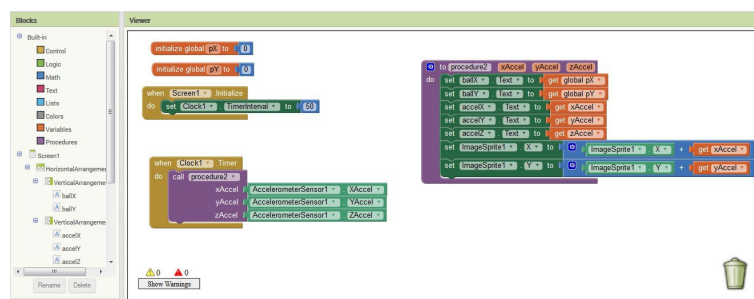 Blocks
Viewer
Built-in
Control
Logic
Math
Text
Lists
Colors
Variables
Procedures
Screen1
HorizontalArrangeme
VerticalArrangeme
ballX
ballY
VerticalArrangeme
accelX
accelY
accelZ
Rename Delete
initialize global pX to 0
initialize global pY to 0
when Screen1 .Initialize
do set Clock1 . TimerInterval to 50
when Clock1 .Timer
do call procedure2
xAccel AccelerometerSensor1 . XAccel
yAccel AccelerometerSensor1 . YAccel
zAccel AccelerometerSensor1 . ZAccel
to procedure2 xAccel yAccel zAccel
do set ballX . Text to get global pX
set ballY . Text to get global pY
set accelX . Text to get xAccel
set accelY . Text to get yAccel
set accelZ . Text to get zAccel
set ImageSprite1 . X to ImageSprite1 . X + get xAccel
set ImageSprite1 . Y to ImageSprite1 . Y + get yAccel
0 0
Show Warnings